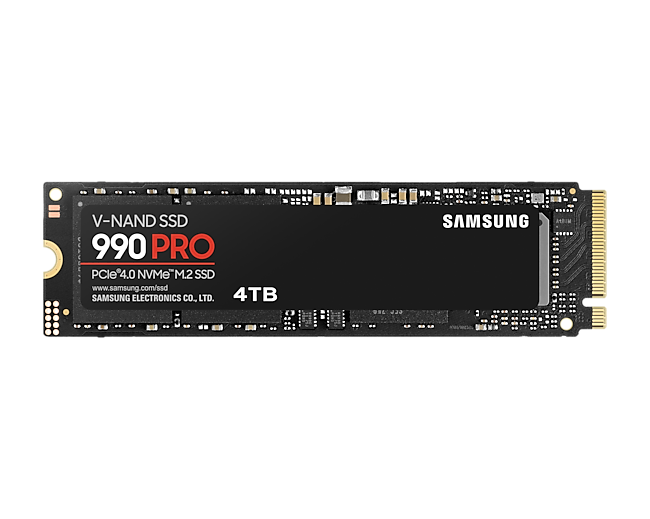 V-NAND SSD
990 PRO
PCIe®4.0 NVMe™ M.2 SSD
www.samsung.com/ssd
SAMSUNG ELECTRONICS CO., LTD.
4TB
SAMSUNG